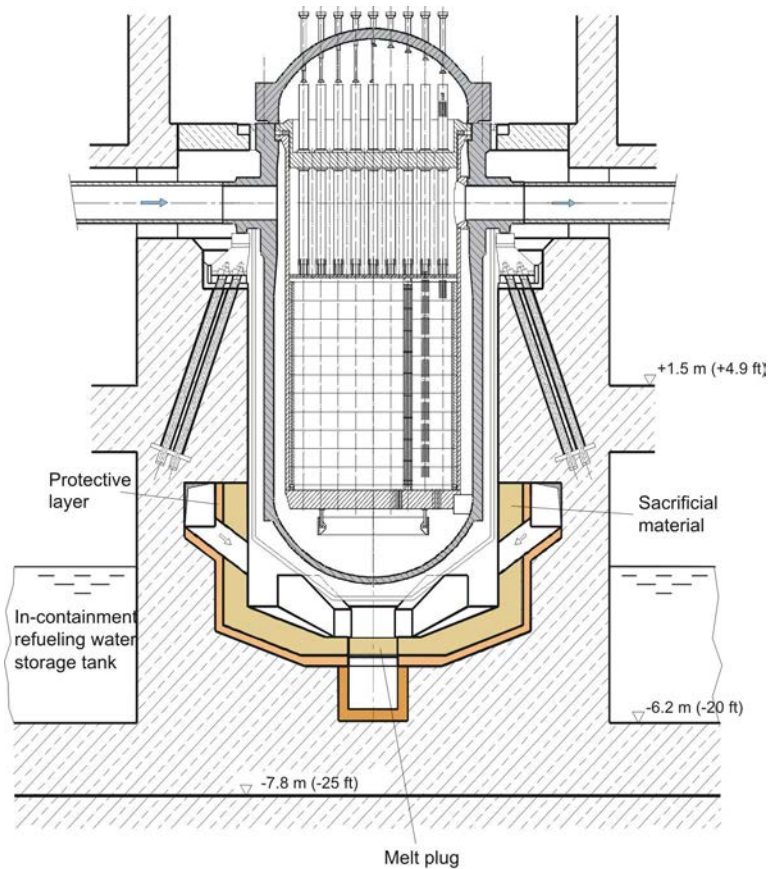 +1.5 m (+4.9 ft)
Protective
layer
Sacrificial
material
In-containment
refueling water
storage tank
-6.2 m (-20 ft)
-7.8 m (-25 ft)
Melt plug